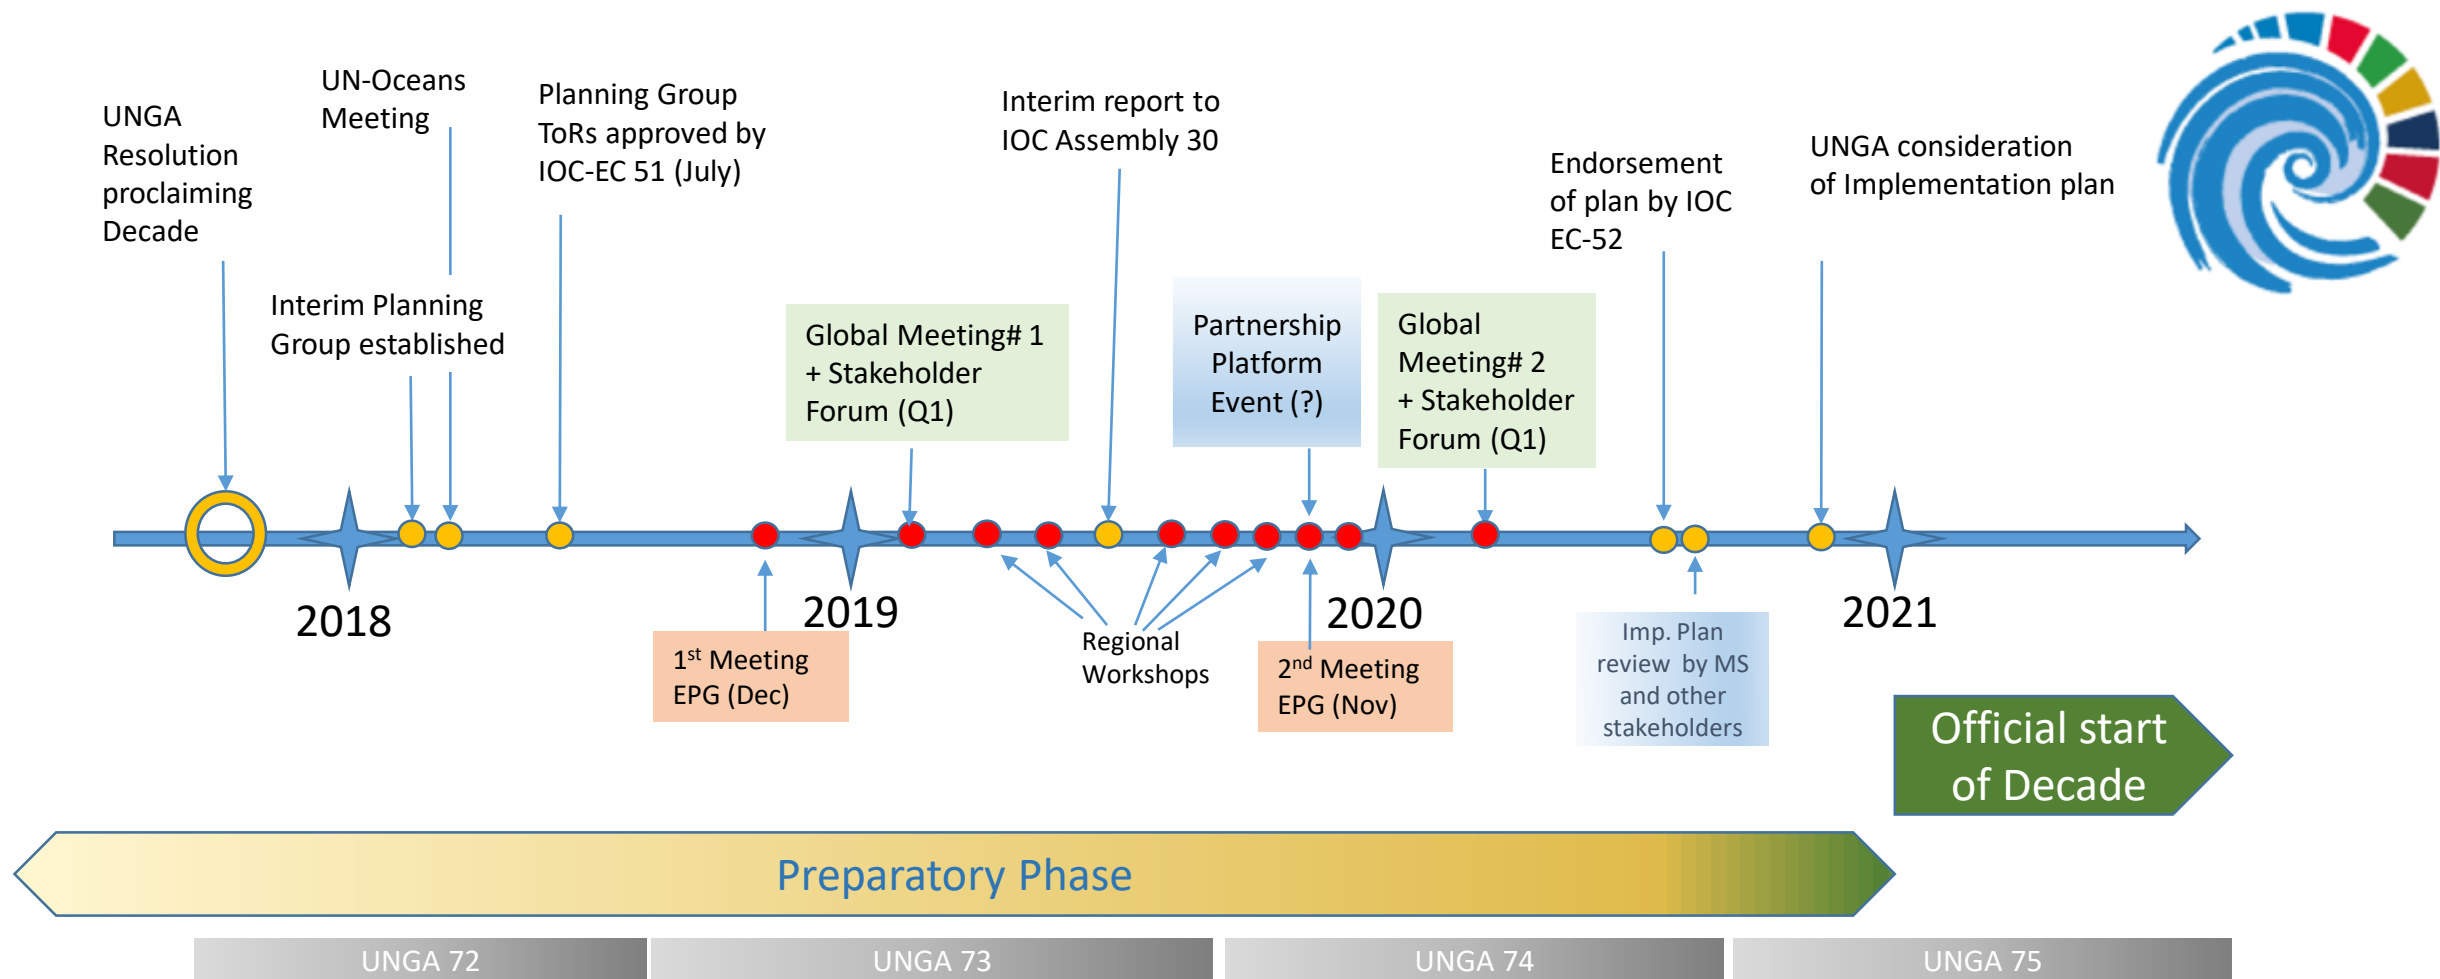 UNGA
Resolution
proclaiming
Decade
UN-Oceans
Meeting
Interim Planning
Group established
Planning Group
ToRs approved by
IOC-EC 51 (July)
Global Meeting# 1
+ Stakeholder
Forum (Q1)
Interim report to
IOC Assembly 30
Partnership
Platform
Event (?)
Global
Meeting# 2
+ Stakeholder
Forum (Q1)
Endorsement
of plan by IOC
EC-52
UNGA consideration
of Implementation plan
2018
2019
2020
2021
1st Meeting
EPG (Dec)
Regional
Workshops
2nd Meeting
EPG (Nov)
Imp. Plan
review by MS
and other
stakeholders
Official start
of Decade
Preparatory Phase
UNGA 72
UNGA 73
UNGA 74
UNGA 75